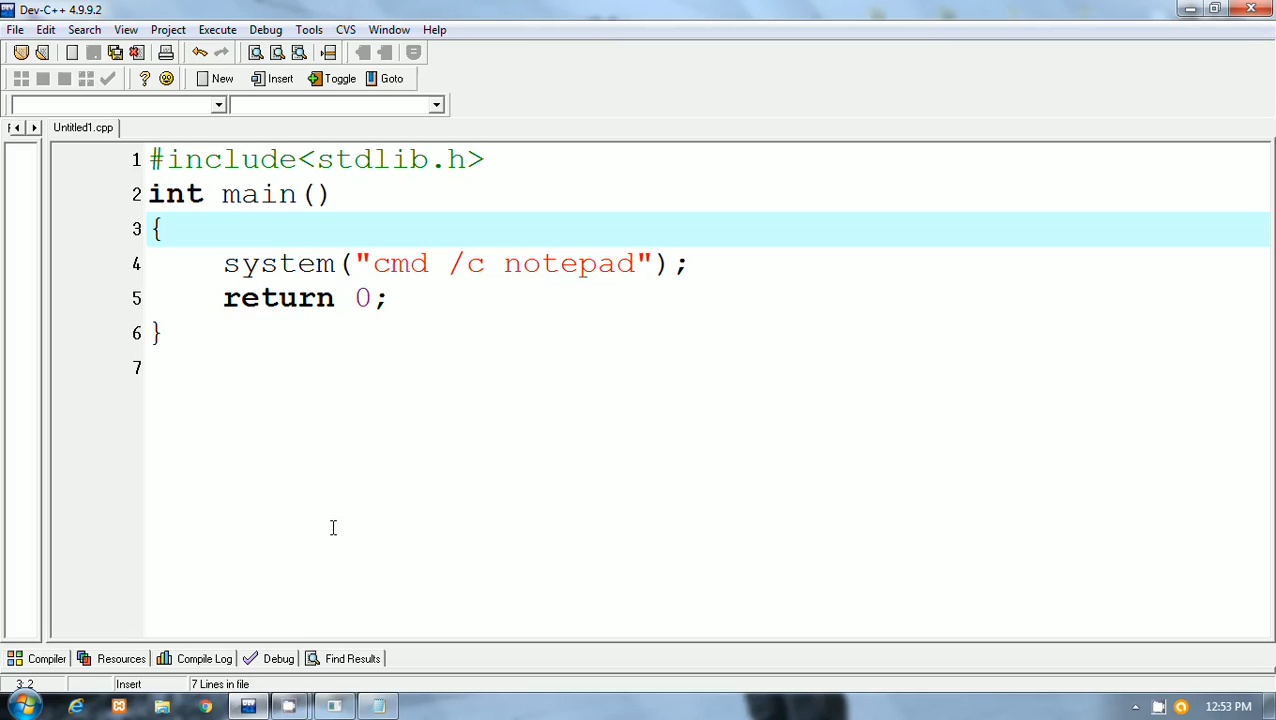 Dev-C++ 4.9.9.2
File Edit Search View Project Execute Debug Tools CVS Window Help
New Insert Toggle Goto
Untitled1.cpp
1 #include<stdlib.h>
2 int main()
3 {
4 system("cmd /c notepad");
5 return 0;
6 }
7
Compiler Resources Compile Log Debug Find Results
3: 2 Insert 7 Lines in file
12:53 PM